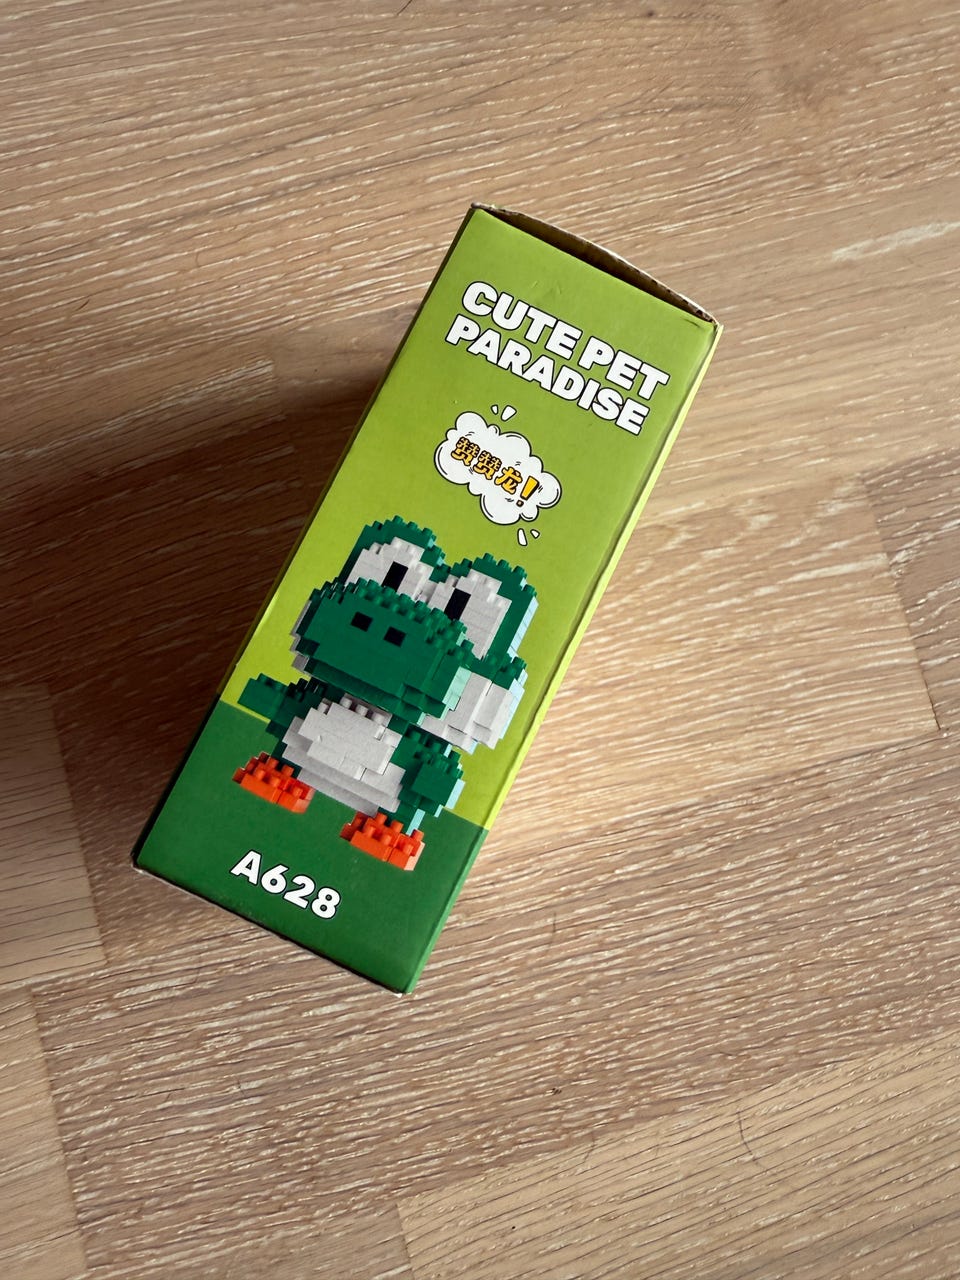 CUTE PET
PARADISE
赞赞龙!
A628